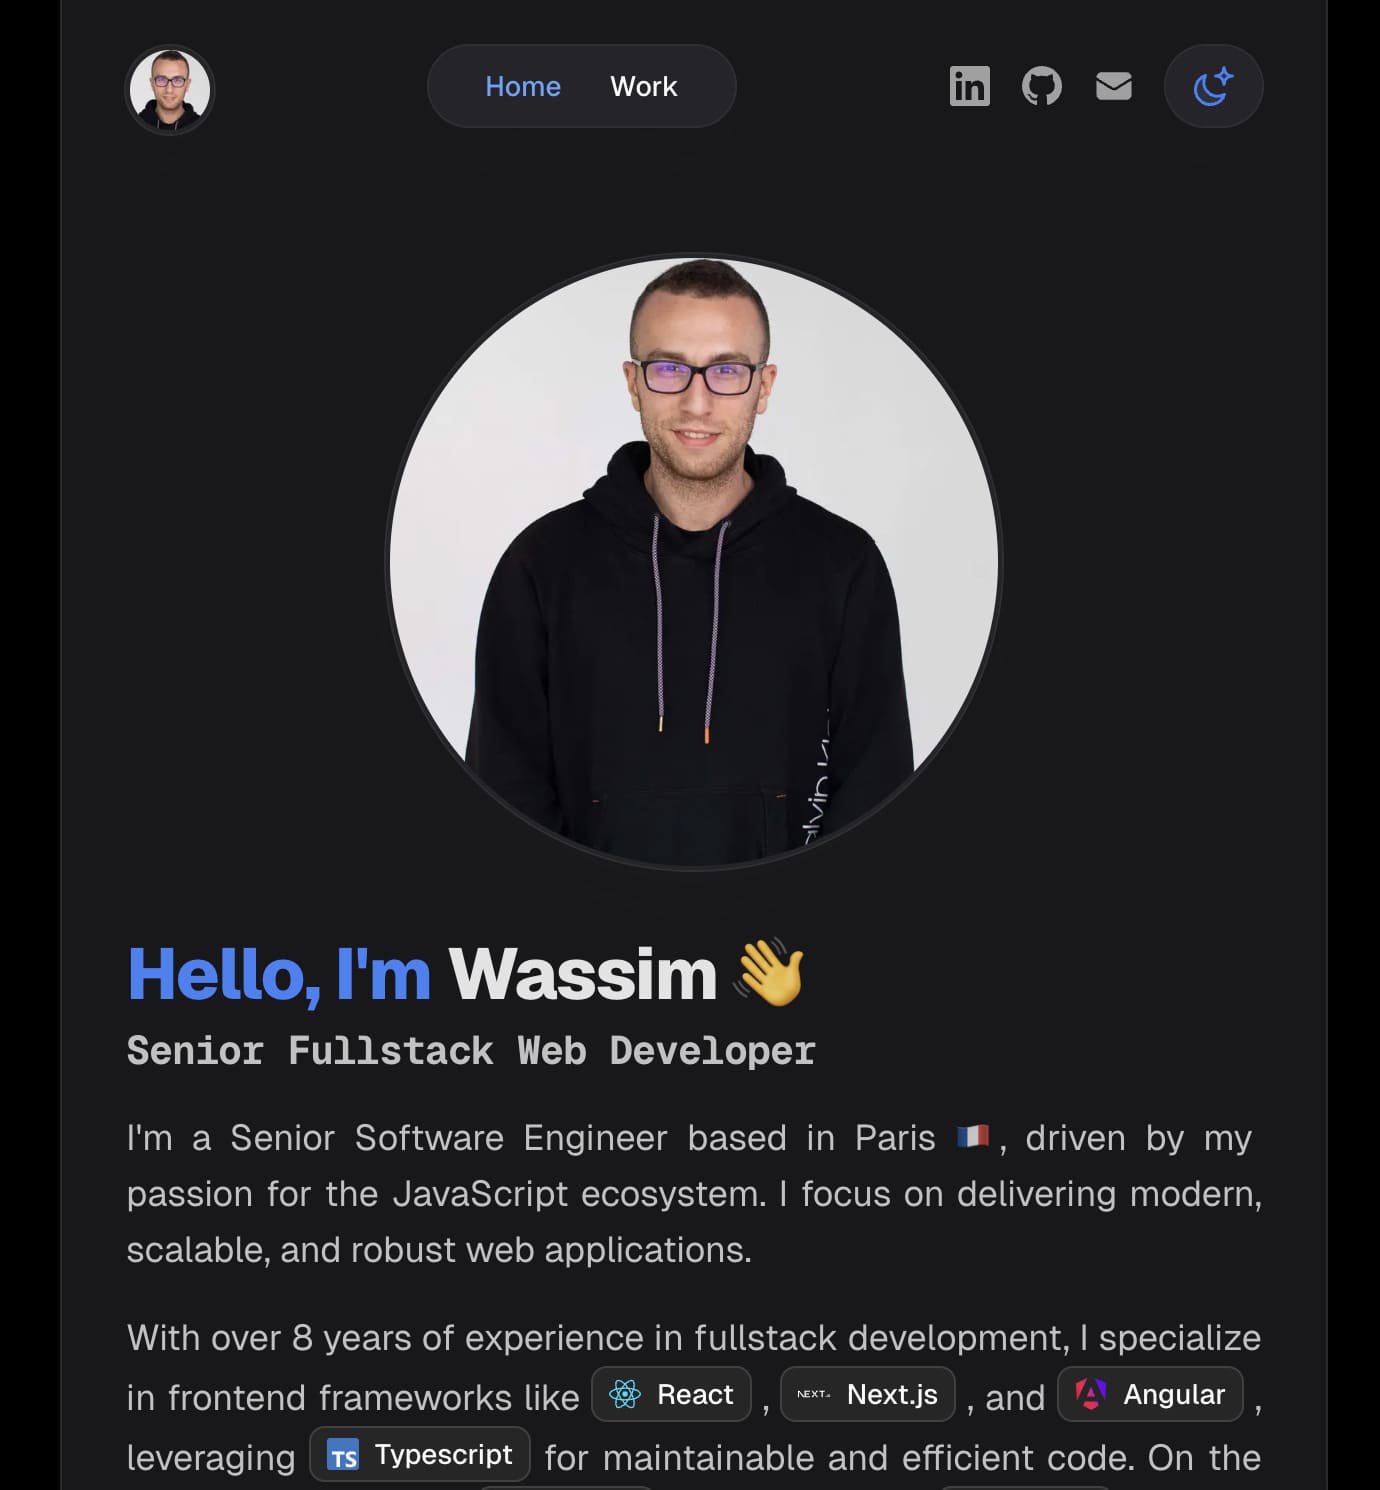 Home Work
Hello, I'm Wassim 👋
Senior Fullstack Web Developer
I'm a Senior Software Engineer based in Paris 🇫🇷 , driven by my
passion for the JavaScript ecosystem. I focus on delivering modern,
scalable, and robust web applications.
With over 8 years of experience in fullstack development, I specialize
in frontend frameworks like React , NEXT.JS Next.js , and Angular ,
leveraging TS Typescript for maintainable and efficient code. On the